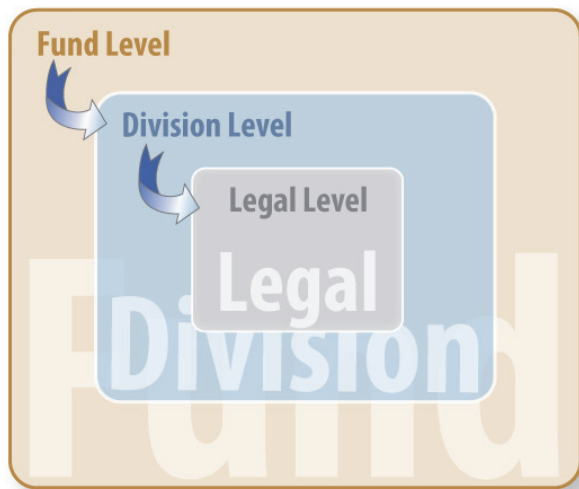 Fund Level
Division Level
Legal Level
Legal
Division
Fund